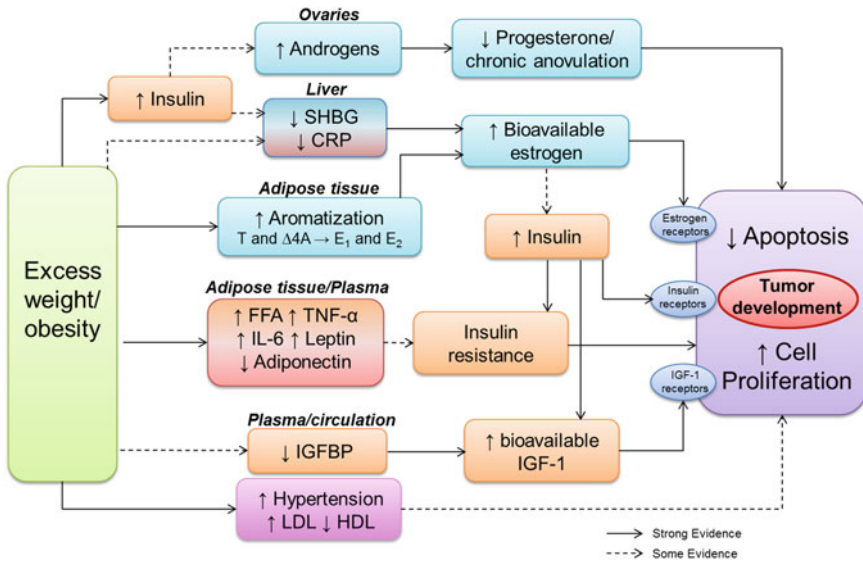 Ovaries
↑ Androgens
↓ Progesterone/
chronic anovulation
↑ Insulin
Liver
↓ SHBG
↓ CRP
↑ Bioavailable
estrogen
Adipose tissue
↑ Aromatization
T and Δ4A → E₁ and E₂
Estrogen
receptors
↓ Apoptosis
↑ Insulin
Excess
weight/
obesity
Adipose tissue/Plasma
↑ FFA ↑ TNF-α
↑ IL-6 ↑ Leptin
↓ Adiponectin
Insulin
resistance
Insulin
receptors
Tumor
development
↑ Cell
Proliferation
IGF-1
receptors
Plasma/circulation
↓ IGFBP
↑ bioavailable
IGF-1
↑ Hypertension
↑ LDL ↓ HDL
Strong Evidence
Some Evidence